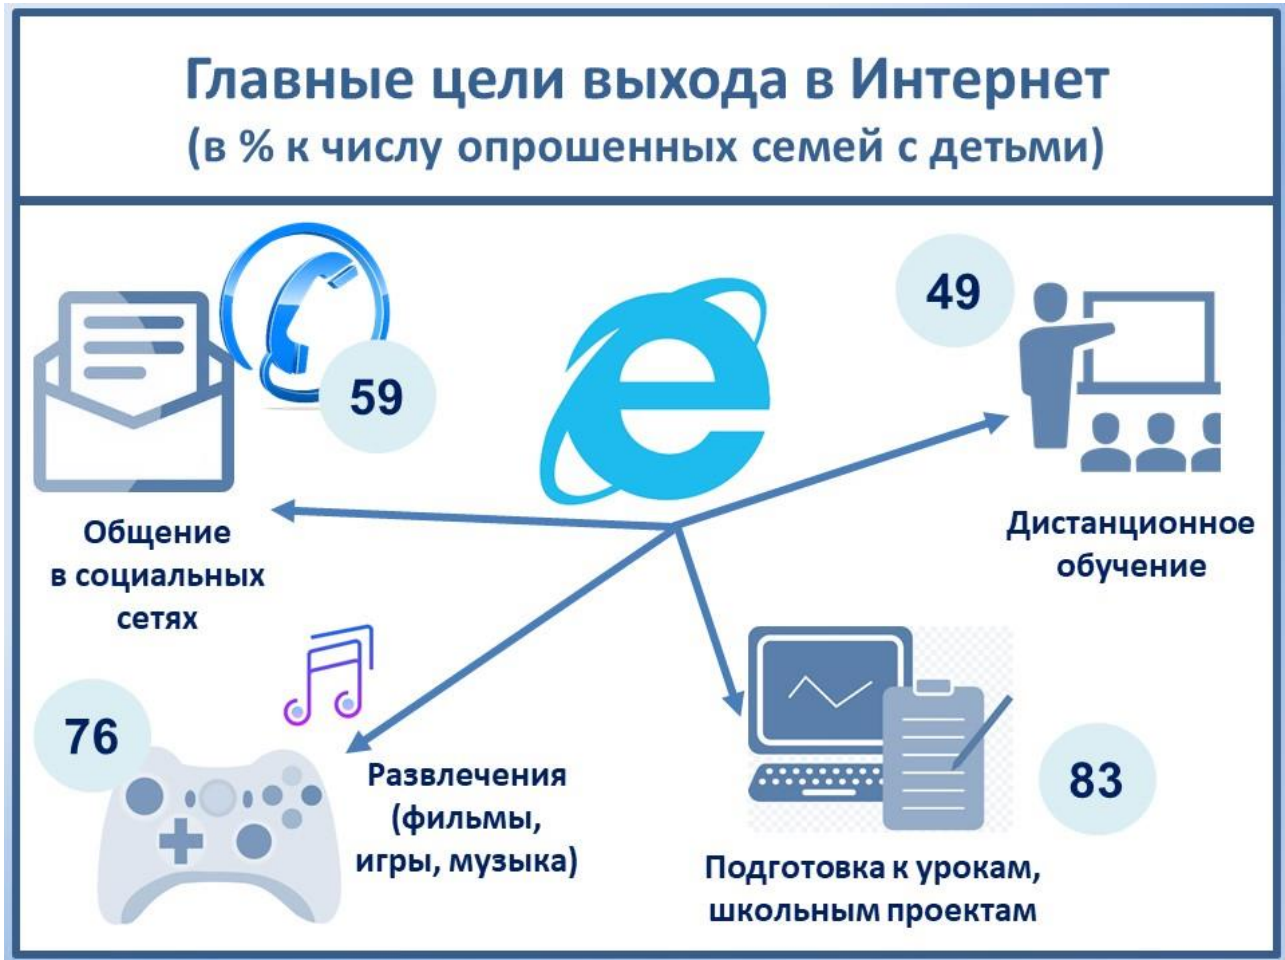 Главные цели выхода в Интернет
(в % к числу опрошенных семей с детьми)
59
Общение
в социальных
сетях
49
Дистанционное
обучение
76
Развлечения
(фильмы,
игры, музыка)
83
Подготовка к урокам,
школьным проектам